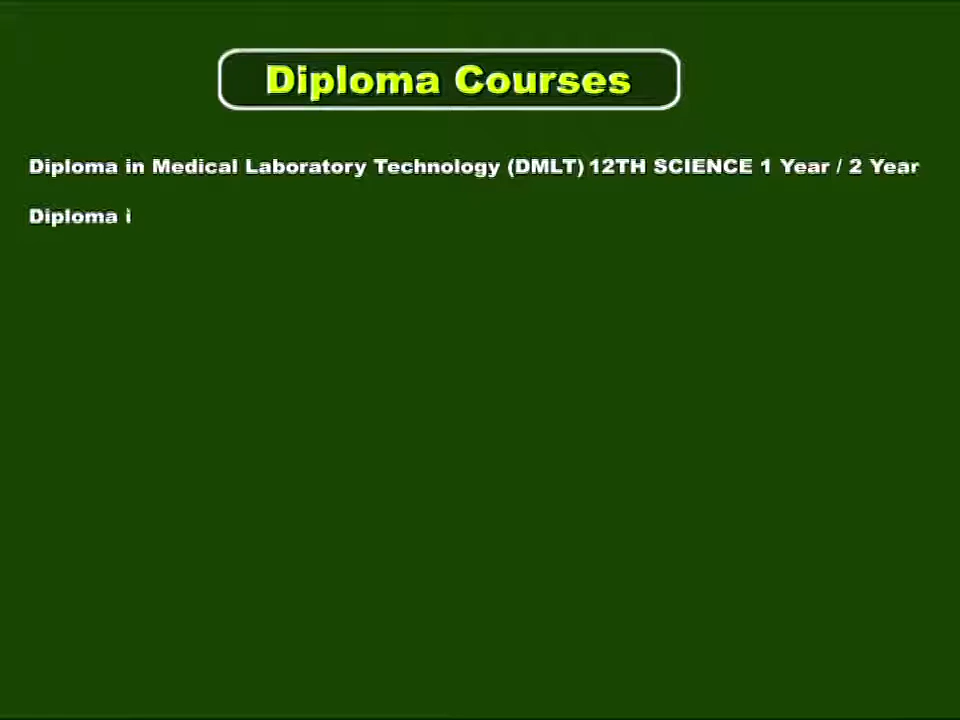 Diploma Courses
Diploma in Medical Laboratory Technology (DMLT) 12TH SCIENCE 1 Year / 2 Year
Diploma i